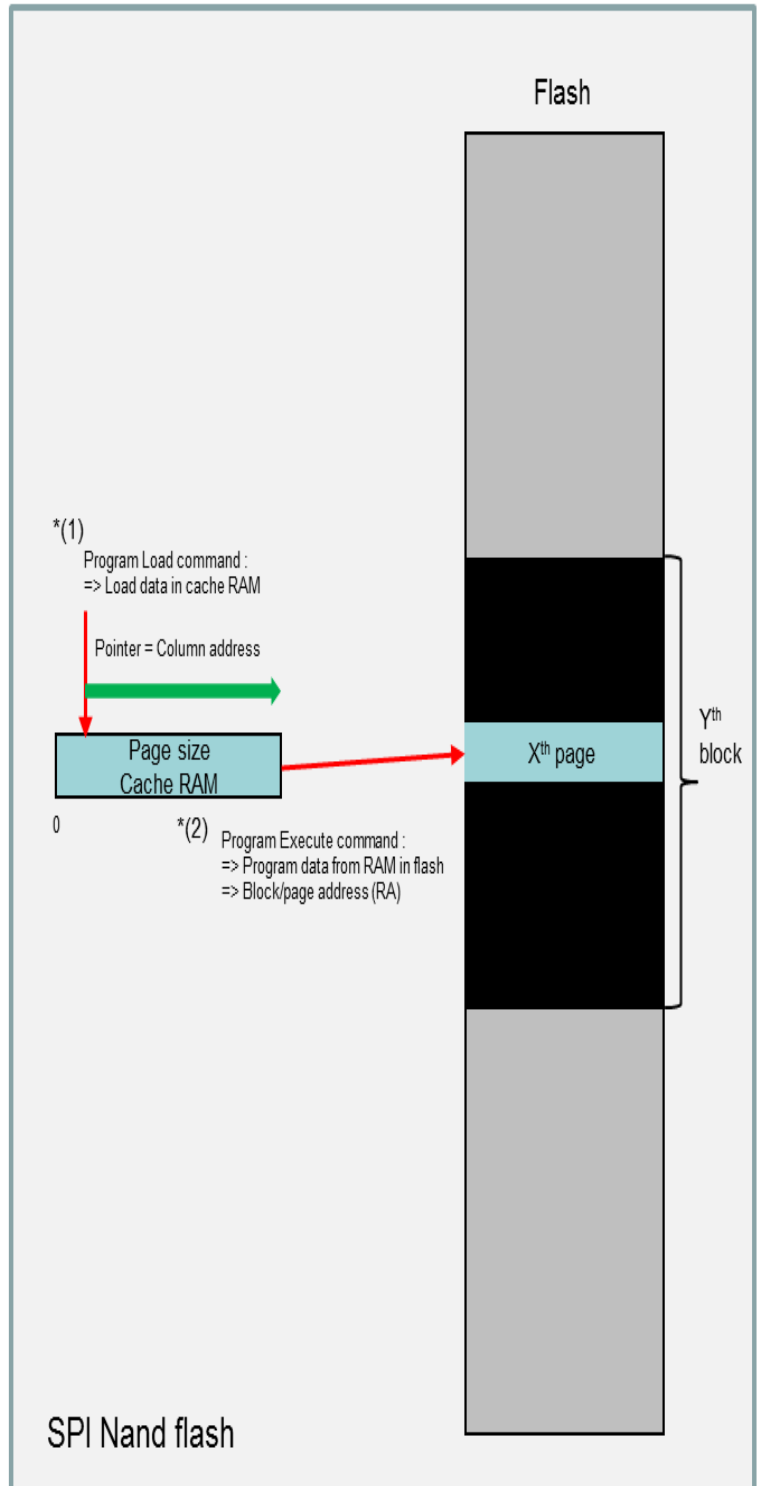 Flash
*(1)
Program Load command :
=> Load data in cache RAM
Pointer = Column address
Page size
Cache RAM
0
*(2)
Program Execute command :
=> Program data from RAM in flash
=> Block/page address (RA)
Xth page
Yth
block
SPI Nand flash